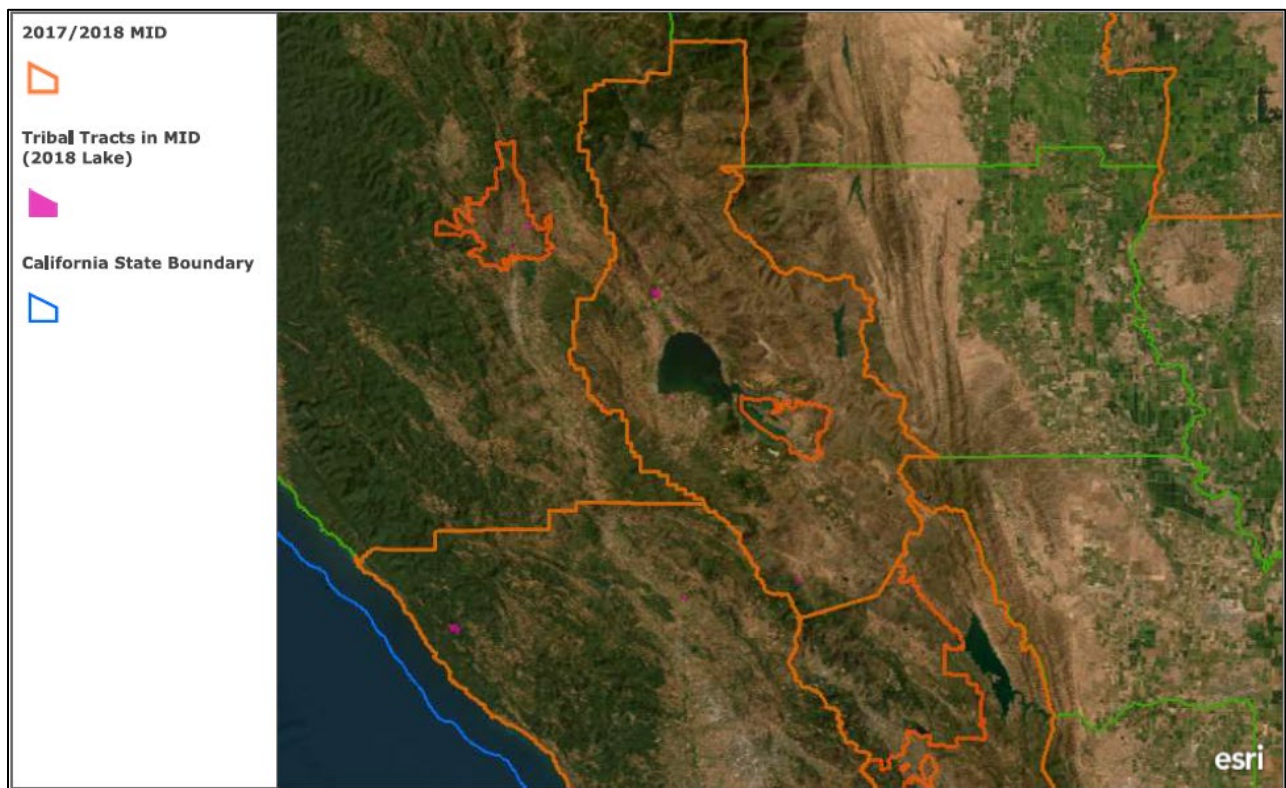 2017/2018 MID
Tribal Tracts in MID
(2018 Lake)
California State Boundary
esri